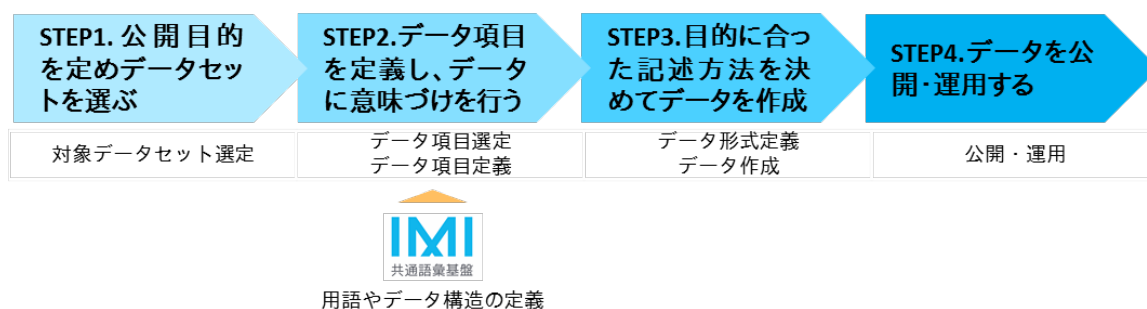 STEP1.公開目的
を定めデータセッ
トを選ぶ
STEP2.データ項目
を定義し、データ
に意味づけを行う
STEP3.目的に合っ
た記述方法を決
めてデータを作成
STEP4.データを公
開・運用する
対象データセット選定
データ項目選定
データ項目定義
データ形式定義
データ作成
公開・運用
IMI
共通語彙基盤
用語やデータ構造の定義